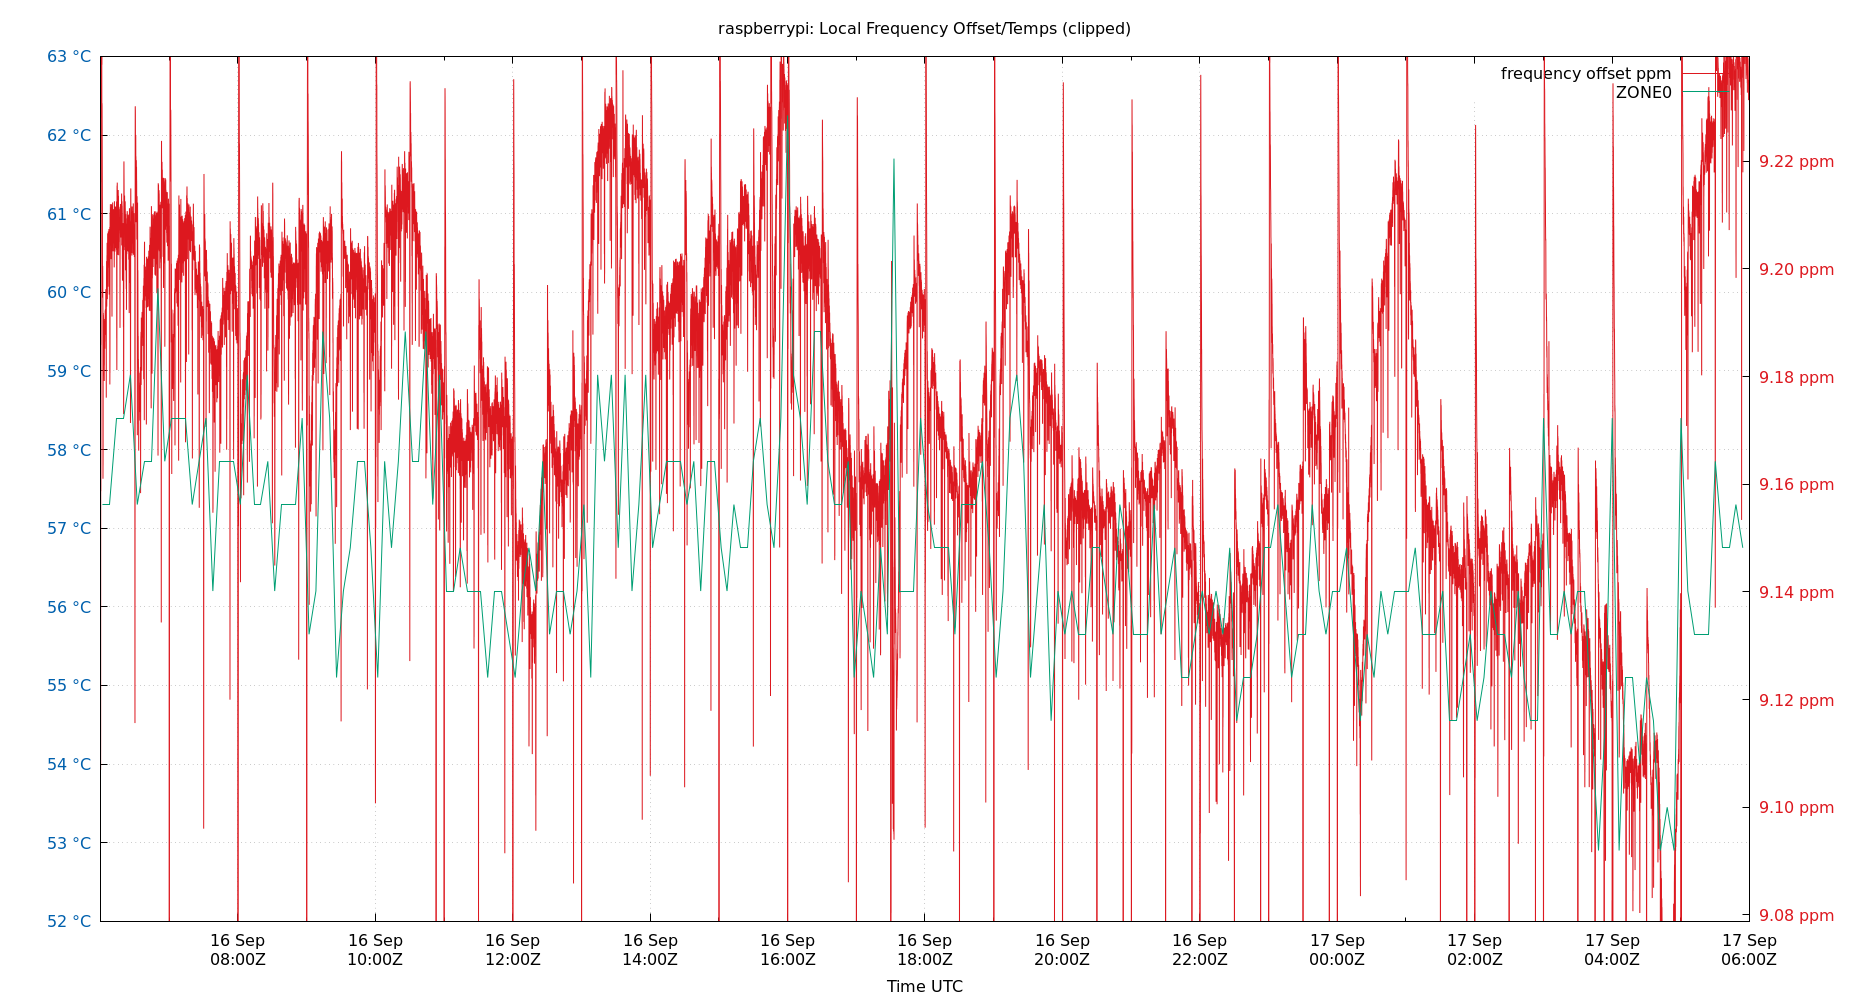 raspberrypi: Local Frequency Offset/Temps (clipped)
frequency offset ppm
ZONE0
63 °C
62 °C
61 °C
60 °C
59 °C
58 °C
57 °C
56 °C
55 °C
54 °C
53 °C
52 °C
9.22 ppm
9.20 ppm
9.18 ppm
9.16 ppm
9.14 ppm
9.12 ppm
9.10 ppm
9.08 ppm
16 Sep
08:00Z
16 Sep
10:00Z
16 Sep
12:00Z
16 Sep
14:00Z
16 Sep
16:00Z
16 Sep
18:00Z
16 Sep
20:00Z
16 Sep
22:00Z
17 Sep
00:00Z
17 Sep
02:00Z
17 Sep
04:00Z
17 Sep
06:00Z
Time UTC